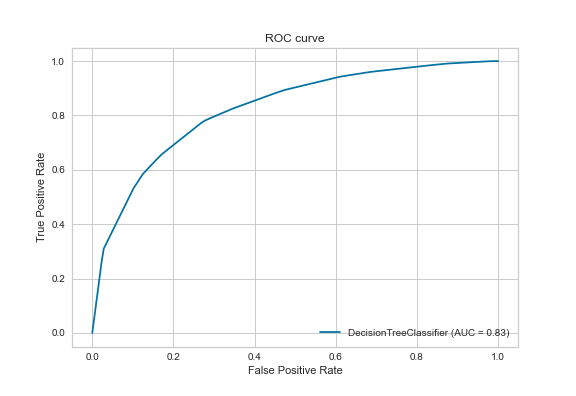 ROC curve
True Positive Rate
1.0
0.8
0.6
0.4
0.2
0.0
DecisionTreeClassifier (AUC = 0.83)
0.0 0.2 0.4 0.6 0.8 1.0
False Positive Rate